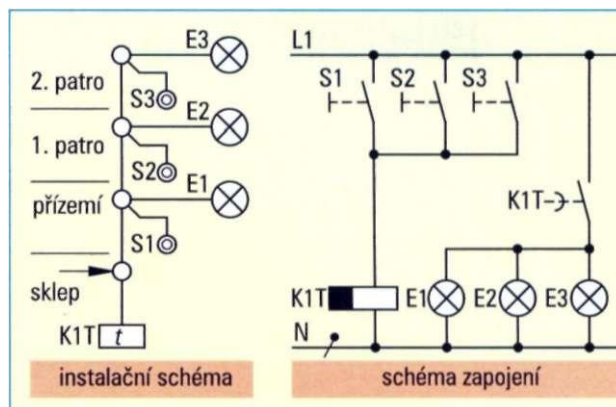 E3
2. patro
S3
E2
1. patro
S2
E1
přízemí
S1
sklep
K1T
t
instalační schéma
L1
S1
S2
S3
K1T
K1T
E1
E2
E3
N
schéma zapojení